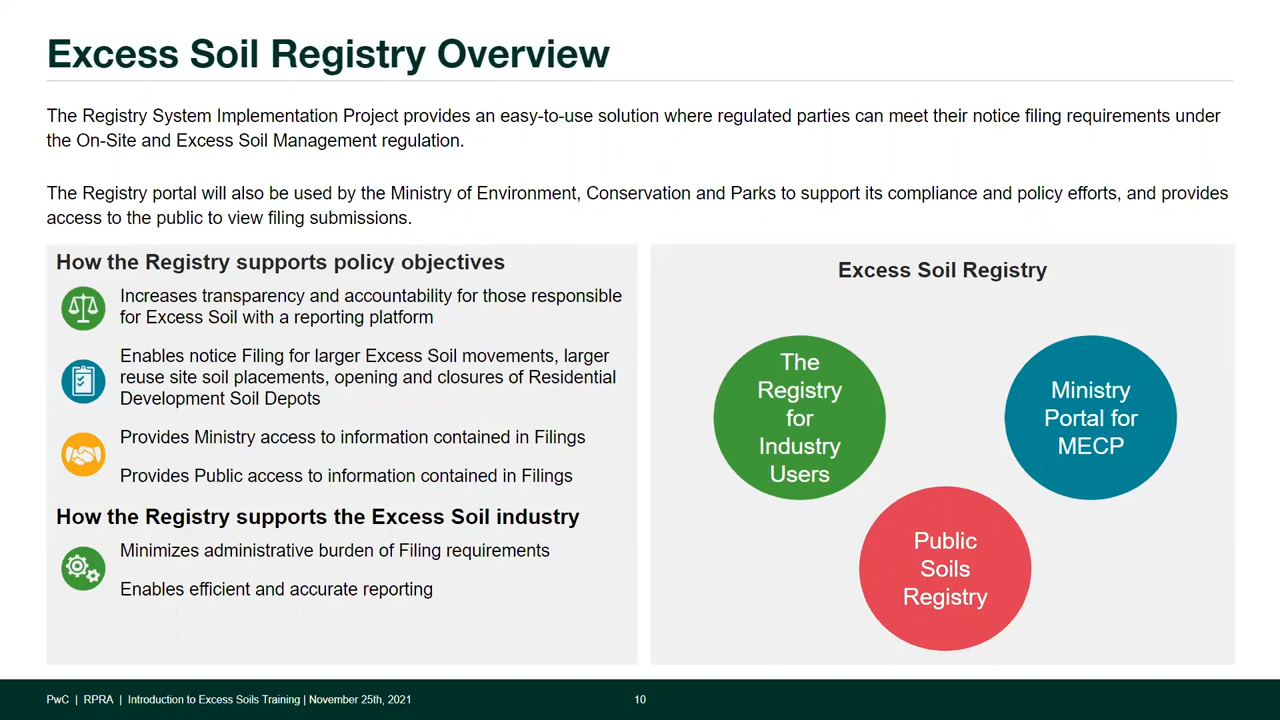 Excess Soil Registry Overview
The Registry System Implementation Project provides an easy-to-use solution where regulated parties can meet their notice filing requirements under
the On-Site and Excess Soil Management regulation.
The Registry portal will also be used by the Ministry of Environment, Conservation and Parks to support its compliance and policy efforts, and provides
access to the public to view filing submissions.
How the Registry supports policy objectives
Increases transparency and accountability for those responsible
for Excess Soil with a reporting platform
Enables notice Filing for larger Excess Soil movements, larger
reuse site soil placements, opening and closures of Residential
Development Soil Depots
Provides Ministry access to information contained in Filings
Provides Public access to information contained in Filings
How the Registry supports the Excess Soil industry
Minimizes administrative burden of Filing requirements
Enables efficient and accurate reporting
Excess Soil Registry
The
Registry
for
Industry
Users
Ministry
Portal for
MECP
Public
Soils
Registry
PwC | RPRA | Introduction to Excess Soils Training | November 25th, 2021
10